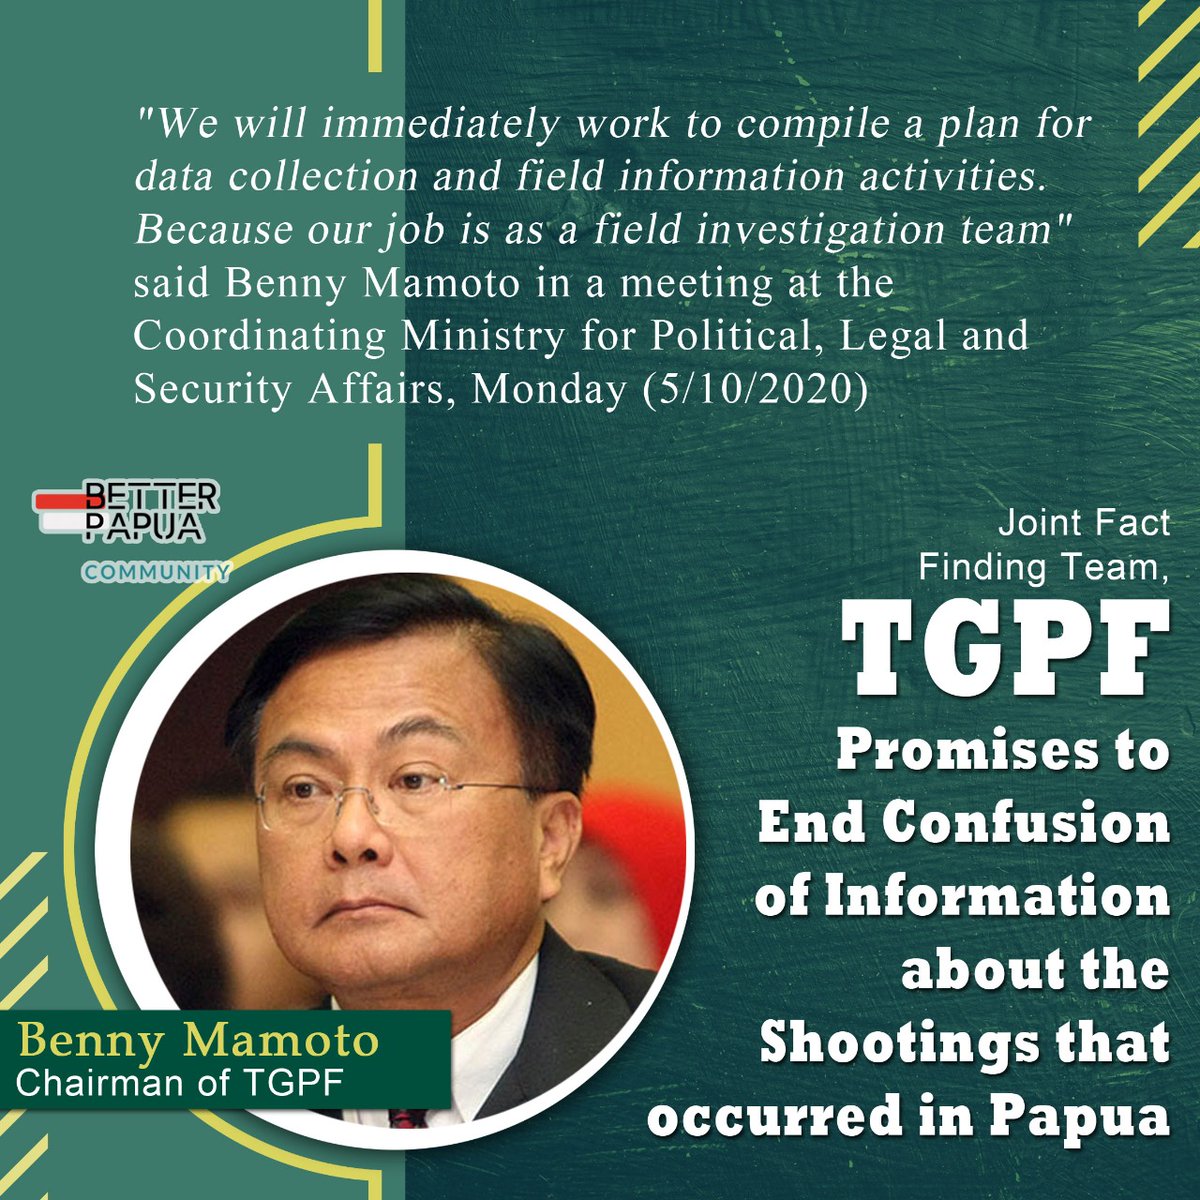 "We will immediately work to compile a plan for
data collection and field information activities.
Because our job is as a field investigation team"
said Benny Mamoto in a meeting at the
Coordinating Ministry for Political, Legal and
Security Affairs, Monday (5/10/2020)
BETTER
PAPUA
COMMUNITY
Joint Fact
Finding Team,
TGPF
Promises to
End Confusion
of Information
about the
Shootings that
occurred in Papua
Benny Mamoto
Chairman of TGPF